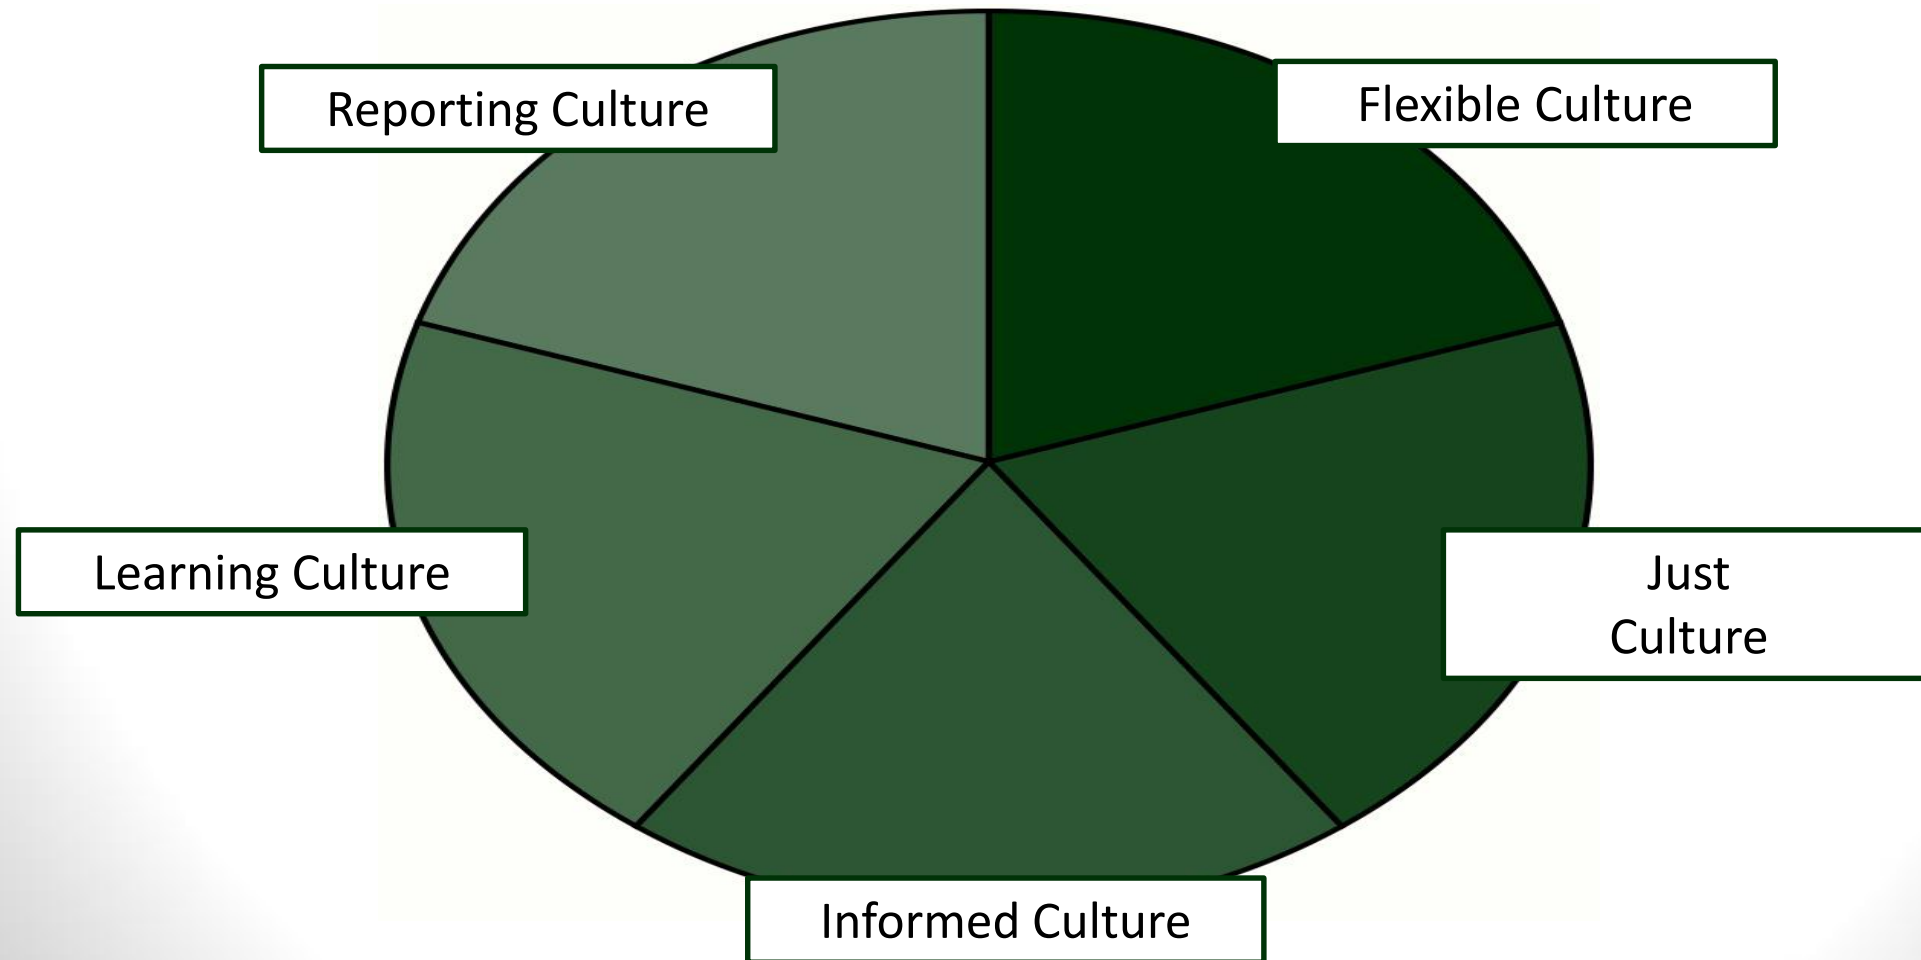 Reporting Culture
Flexible Culture
Learning Culture
Just
Culture
Informed Culture